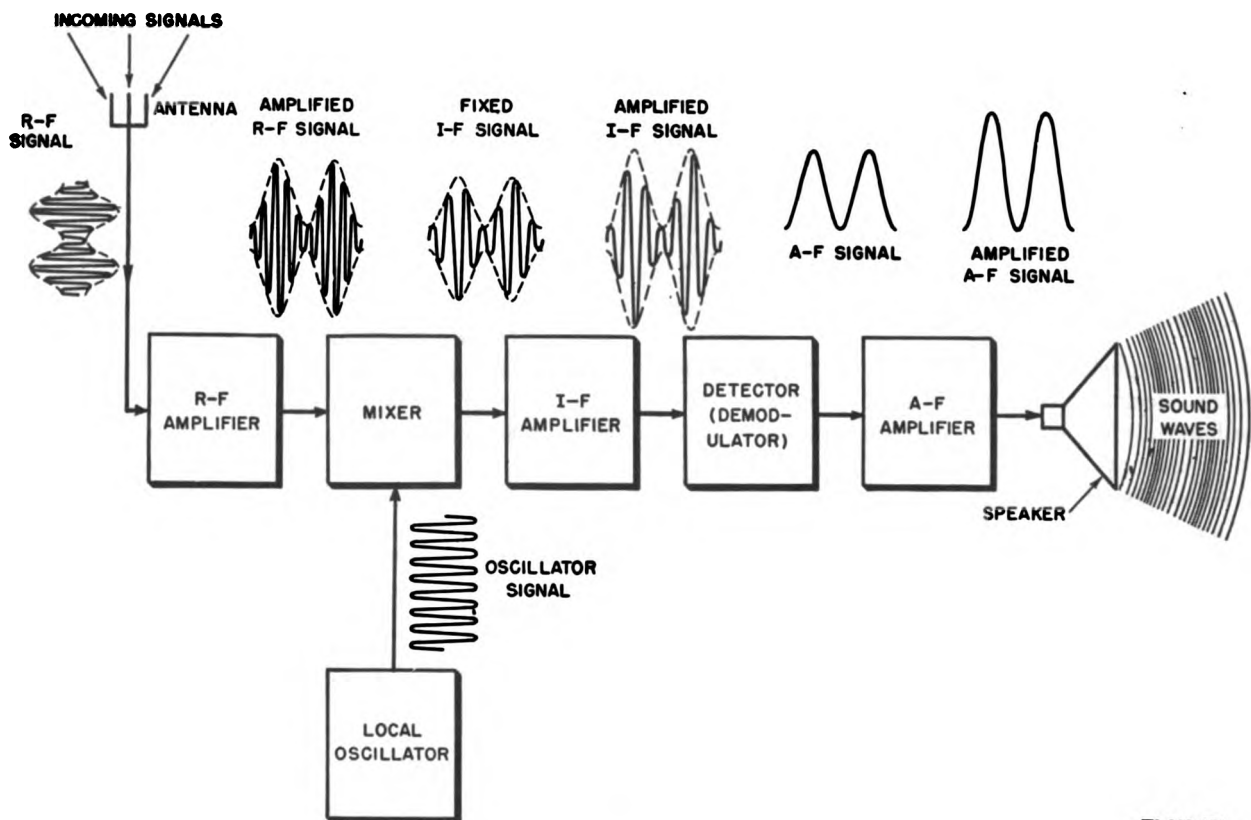 INCOMING SIGNALS
ANTENNA
R-F
SIGNAL
AMPLIFIED
R-F SIGNAL
FIXED
I-F SIGNAL
AMPLIFIED
I-F SIGNAL
A-F SIGNAL
AMPLIFIED
A-F SIGNAL
R-F
AMPLIFIER
MIXER
I-F
AMPLIFIER
DETECTOR
(DEMOD-
ULATOR)
A-F
AMPLIFIER
SOUND
WAVES
SPEAKER
OSCILLATOR
SIGNAL
LOCAL
OSCILLATOR